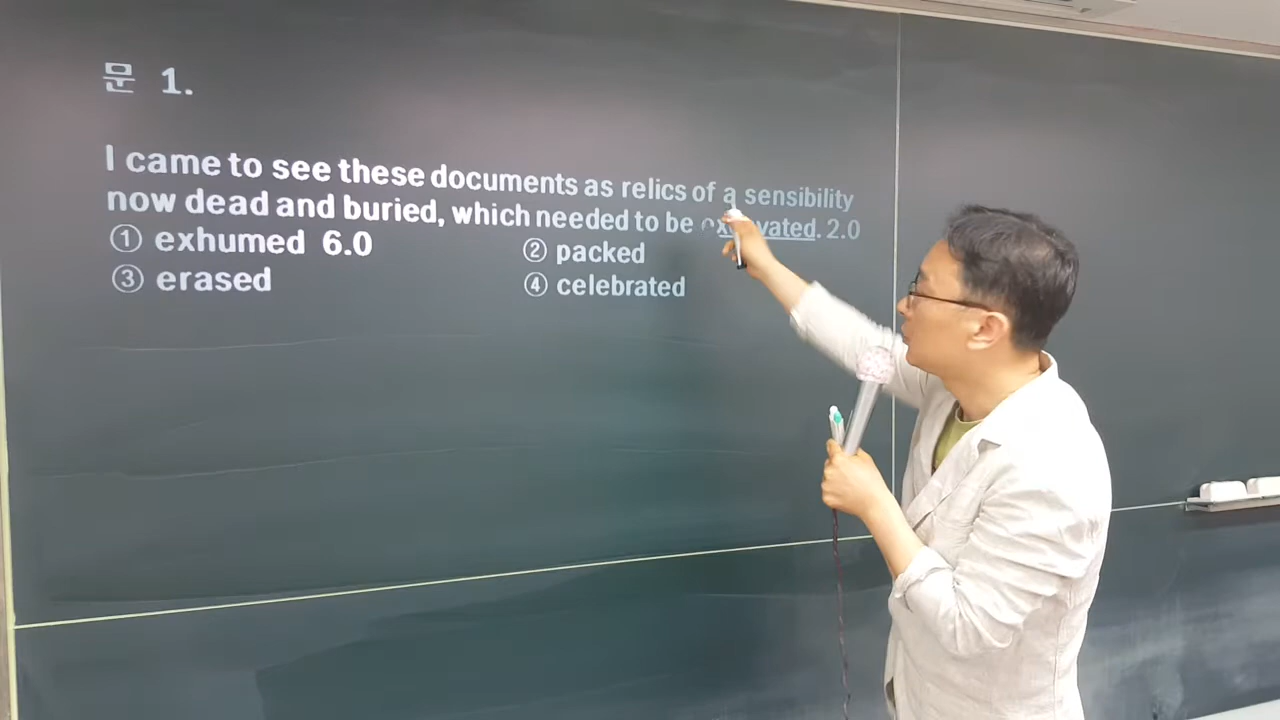 문 1.
I came to see these documents as relics of a sensibility
now dead and buried, which needed to be excavated. 2.0
① exhumed 6.0 ② packed
③ erased ④ celebrated